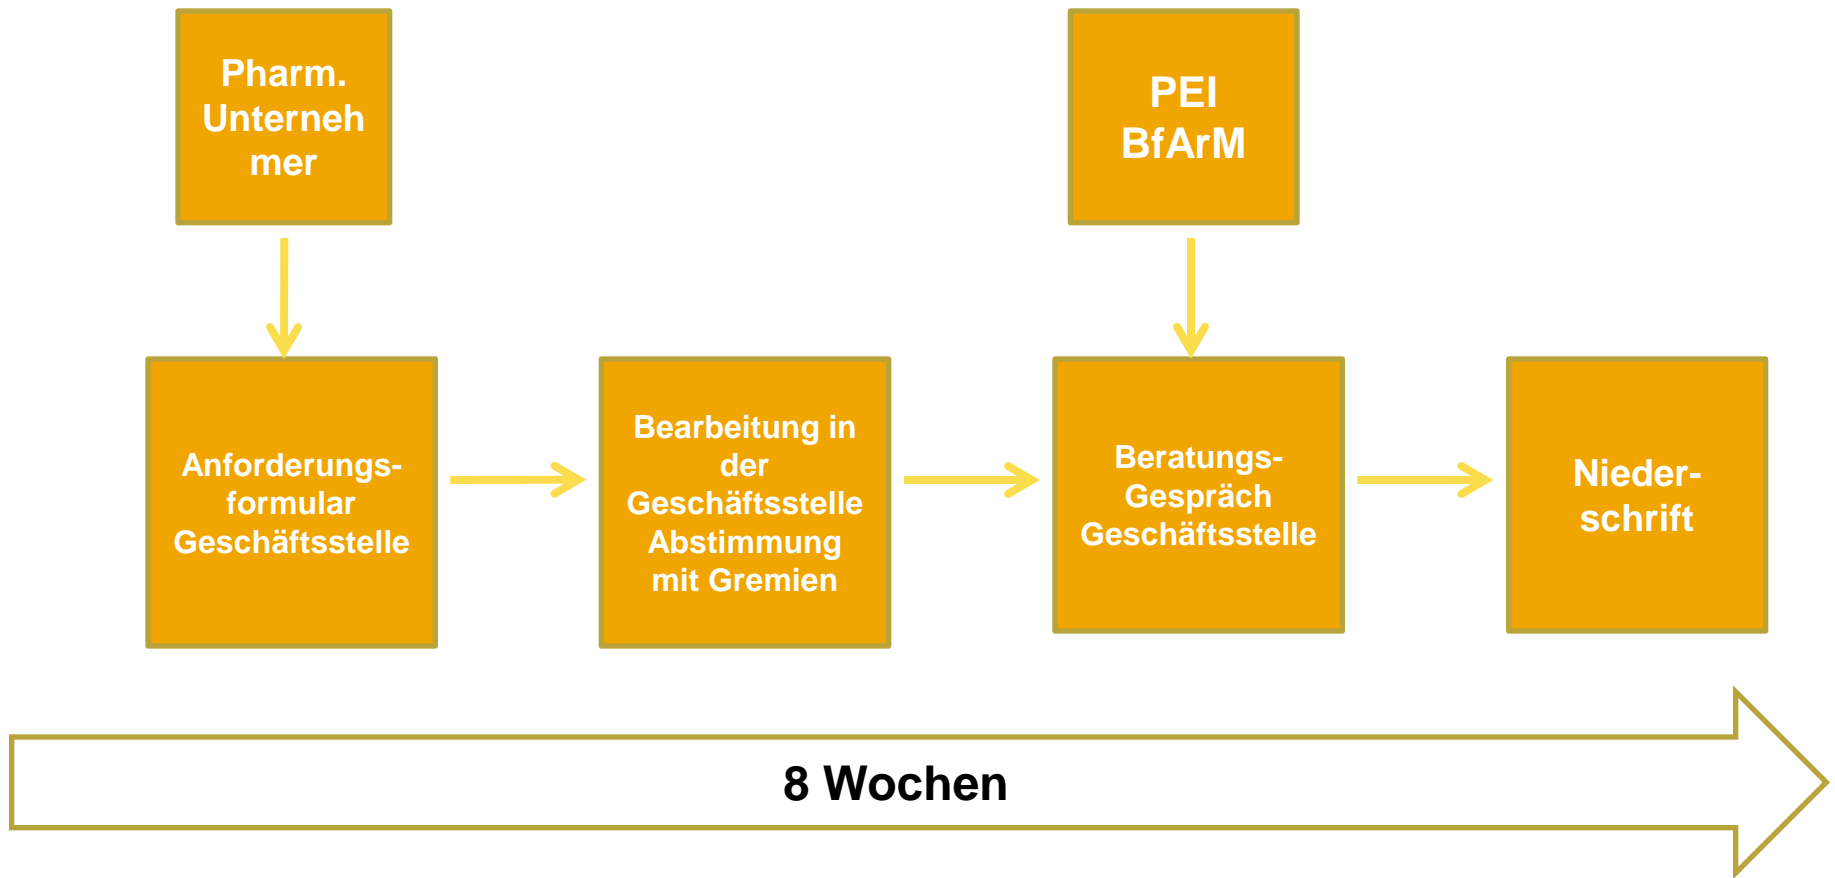 Pharm.
Unterneh
mer
PEI
BfArM
Anforderungs-
formular
Geschäftsstelle
Bearbeitung in
der
Geschäftsstelle
Abstimmung
mit Gremien
Beratungs-
Gespräch
Geschäftsstelle
Nieder-
schrift
8 Wochen